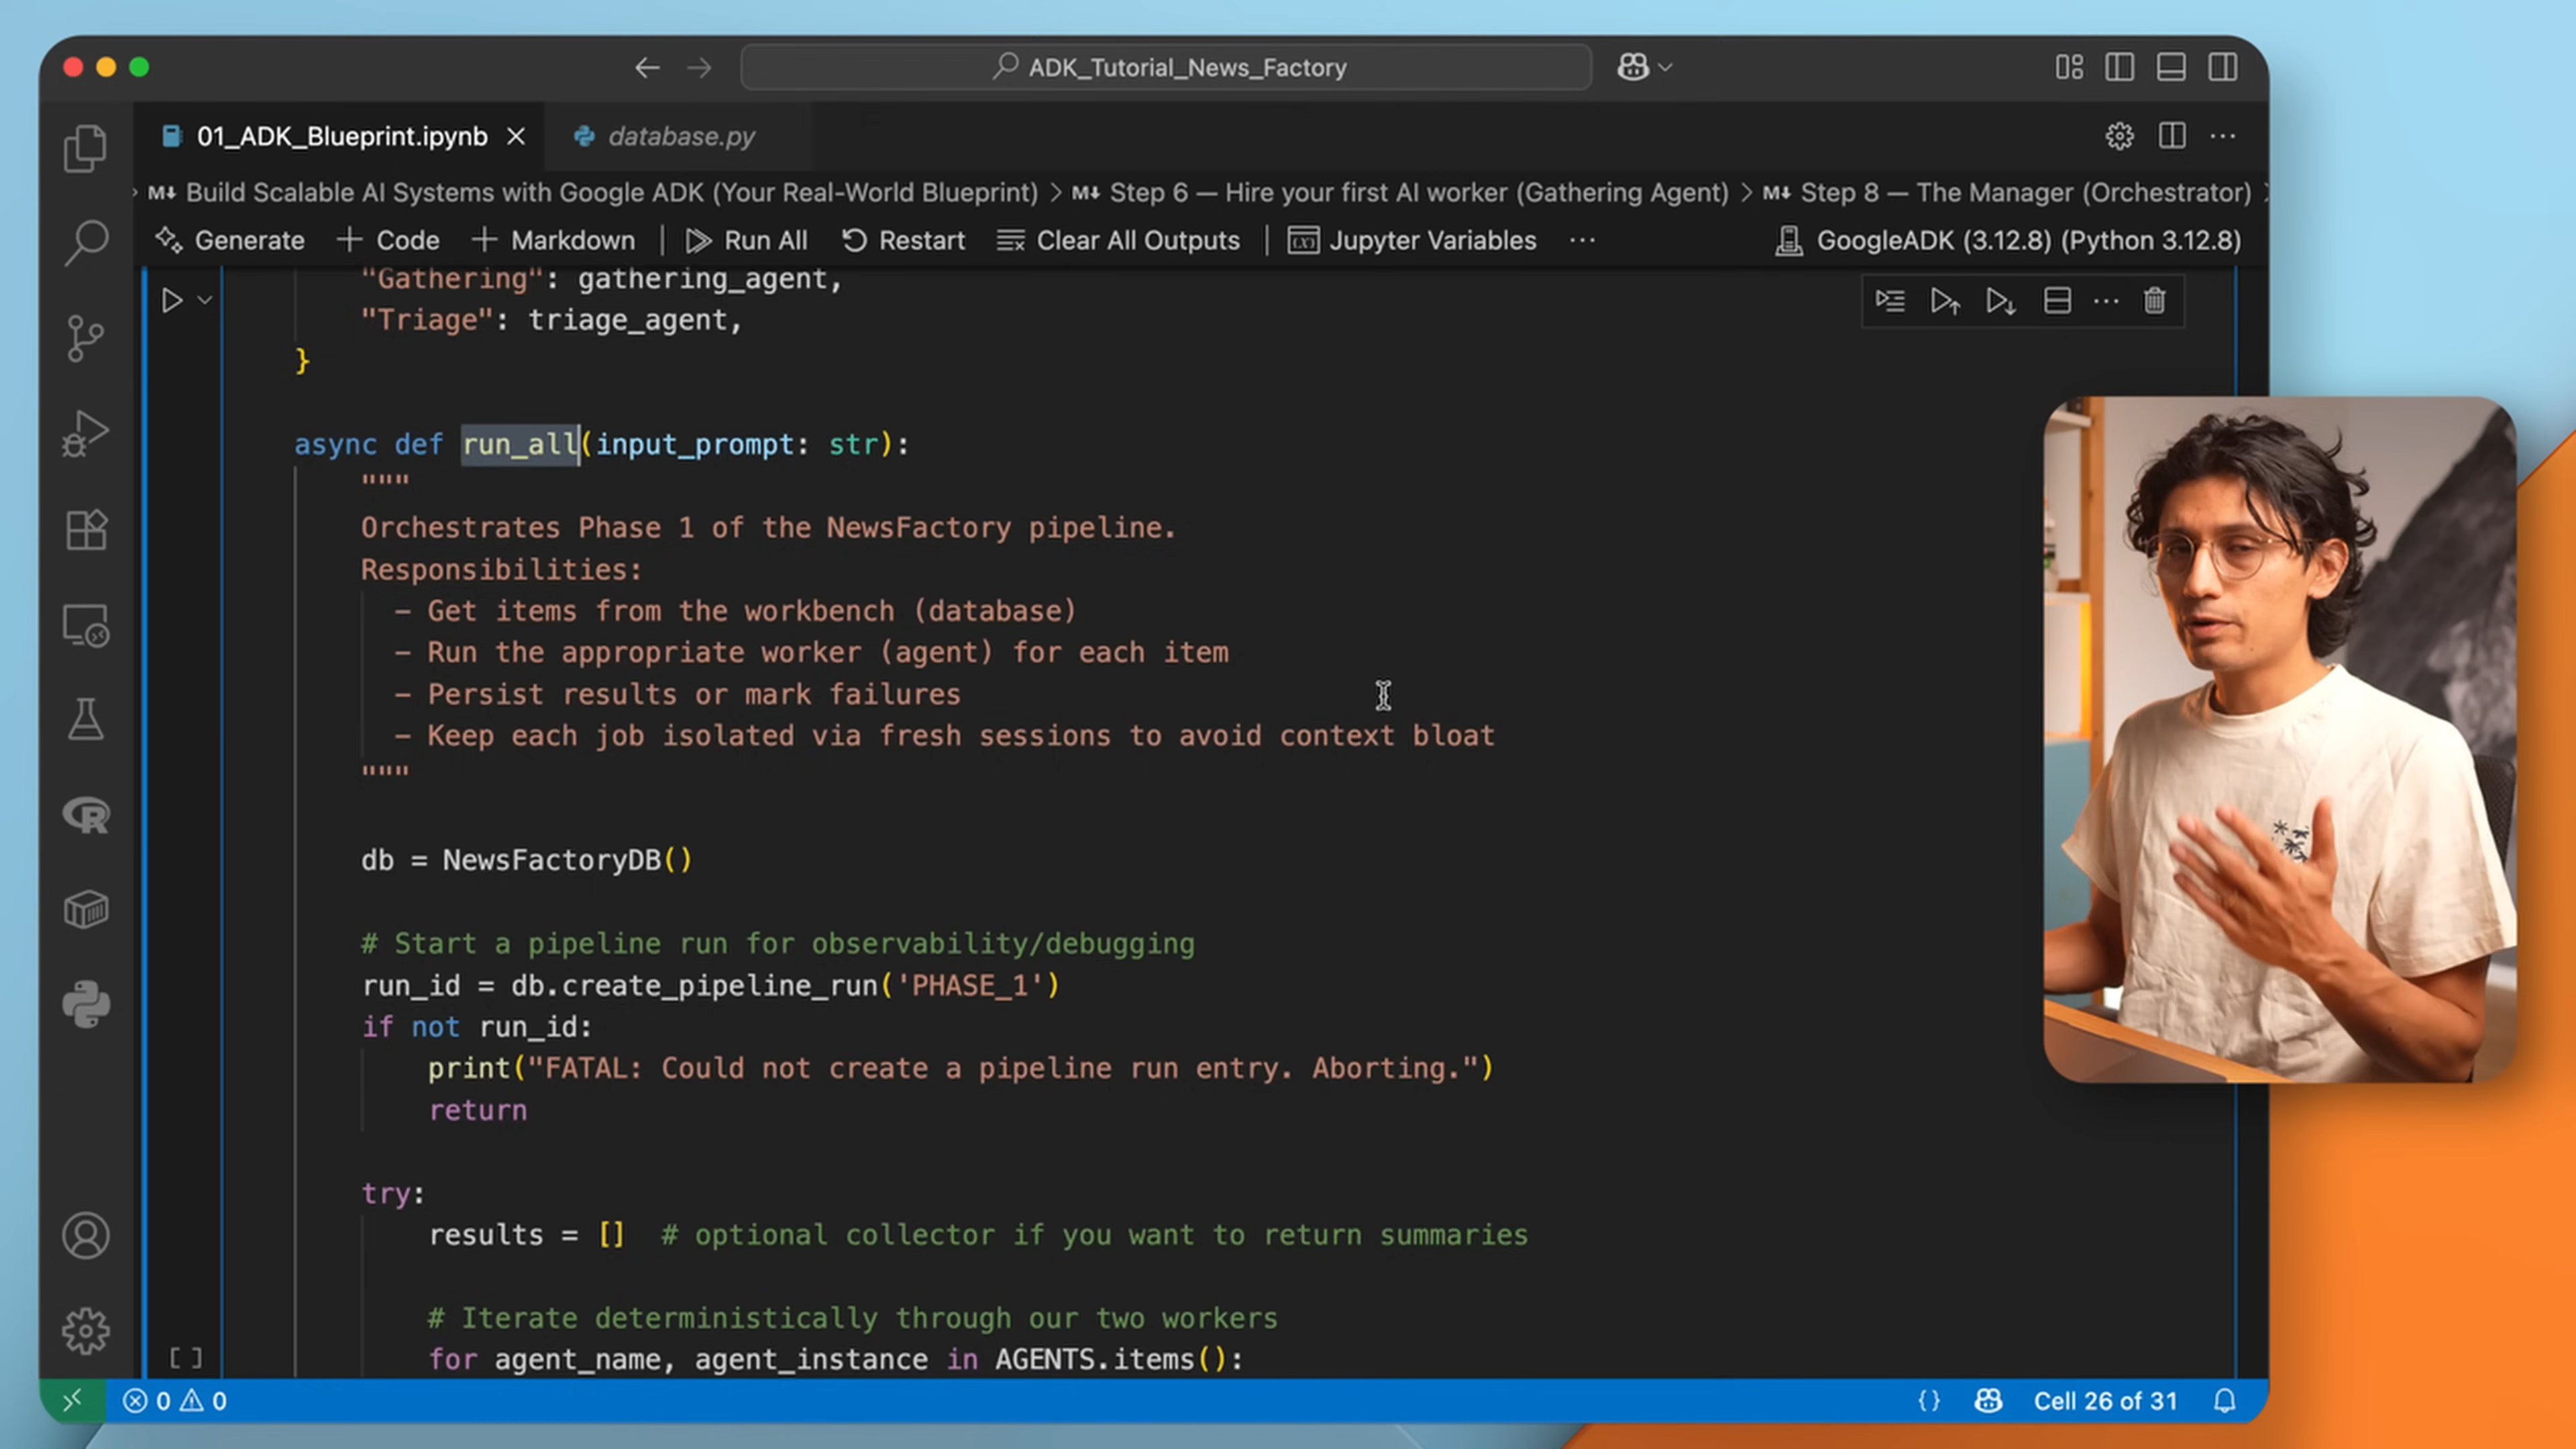 ADK_Tutorial_News_Factory
01_ADK_Blueprint.ipynb
database.py
Build Scalable AI Systems with Google ADK (Your Real-World Blueprint) > M↓ Step 6 — Hire your first AI worker (Gathering Agent) > M↓ Step 8 — The Manager (Orchestrator)
Generate + Code + Markdown | Run All Restart Clear All Outputs | Jupyter Variables ... GoogleADK (3.12.8) (Python 3.12.8)
"Gathering": gathering_agent,
"Triage": triage_agent,
}
async def run_all(input_prompt: str):
"""
Orchestrates Phase 1 of the NewsFactory pipeline.
Responsibilities:
– Get items from the workbench (database)
– Run the appropriate worker (agent) for each item
– Persist results or mark failures
– Keep each job isolated via fresh sessions to avoid context bloat
"""
db = NewsFactoryDB()
# Start a pipeline run for observability/debugging
run_id = db.create_pipeline_run('PHASE_1')
if not run_id:
print("FATAL: Could not create a pipeline run entry. Aborting.")
return
try:
results = [] # optional collector if you want to return summaries
# Iterate deterministically through our two workers
for agent_name, agent_instance in AGENTS.items():
[ ]
0 0 {} Cell 26 of 31